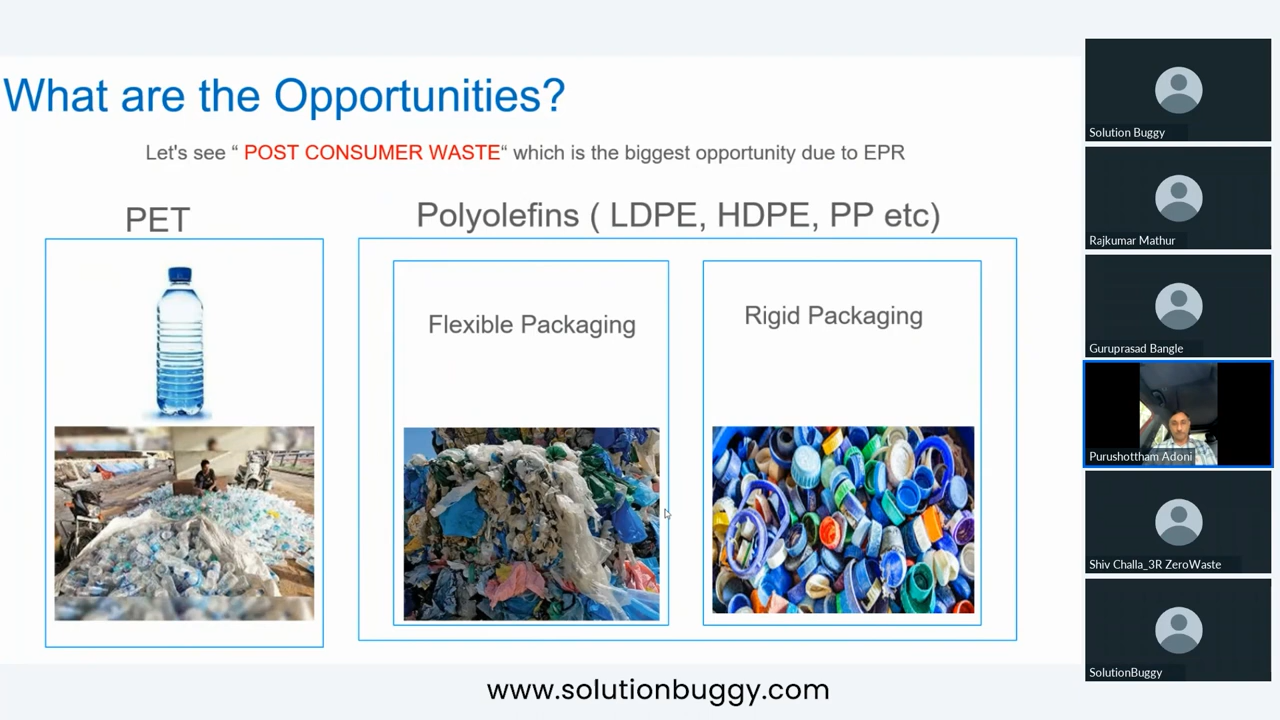 What are the Opportunities?
Let's see “ POST CONSUMER WASTE“ which is the biggest opportunity due to EPR
PET
Polyolefins ( LDPE, HDPE, PP etc)
Flexible Packaging
Rigid Packaging
www.solutionbuggy.com
Solution Buggy
Rajkumar Mathur
Guruprasad Bangle
Purushottham Adoni
Shiv Challa_3R ZeroWaste
SolutionBuggy